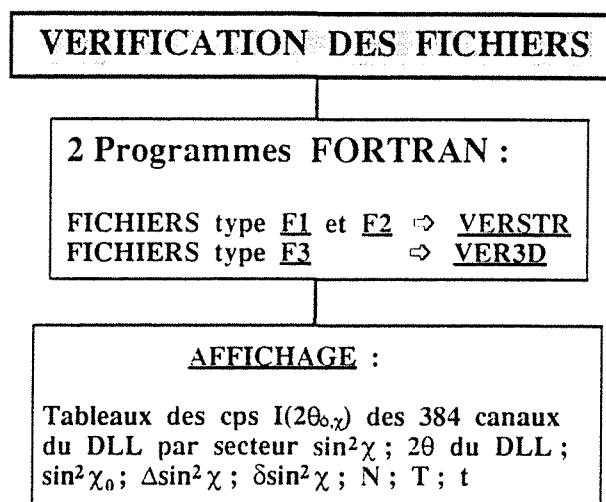 VERIFICATION DES FICHIERS
2 Programmes FORTRAN :
FICHIERS type F1 et F2 ⇨ VERSTR
FICHIERS type F3 ⇨ VER3D
AFFICHAGE :
Tableaux des cps I(2θ₀,ᵪ) des 384 canaux
du DLL par secteur sin²χ ; 2θ du DLL ;
sin²χ₀ ; Δsin²χ ; δsin²χ ; N ; T ; t